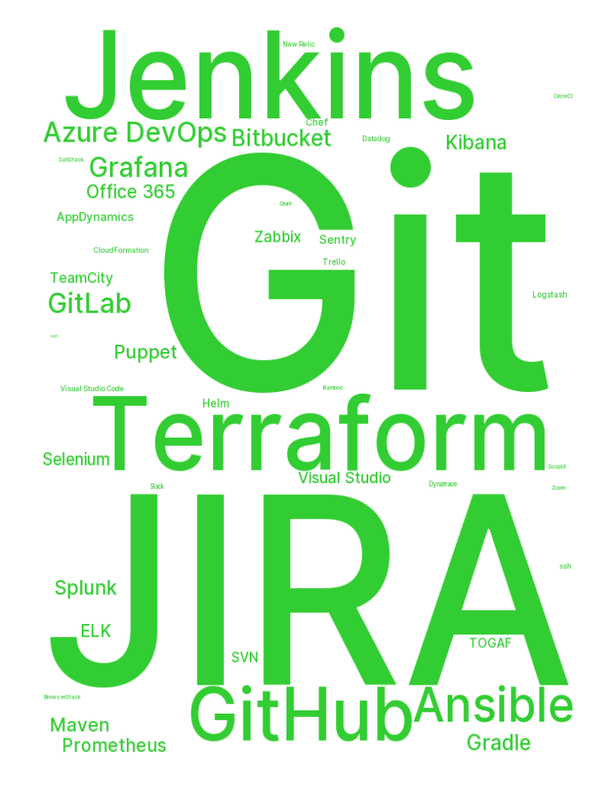 Jenkins
New Relic
CircleCI
Chef
Azure DevOps
Bitbucket
Datadog
Kibana
SaltStack
Grafana
Office 365
Git
Grunt
AppDynamics
Zabbix
Sentry
CloudFormation
Trello
TeamCity
GitLab
Logstash
Puppet
Visual Studio Code
Bamboo
Helm
Terraform
Selenium
SoapUI
Visual Studio
Slack
Dynatrace
Zoom
JIRA
ssh
Splunk
ELK
TOGAF
SVN
BrowserStack
GitHub
Ansible
Maven
Prometheus
Gradle